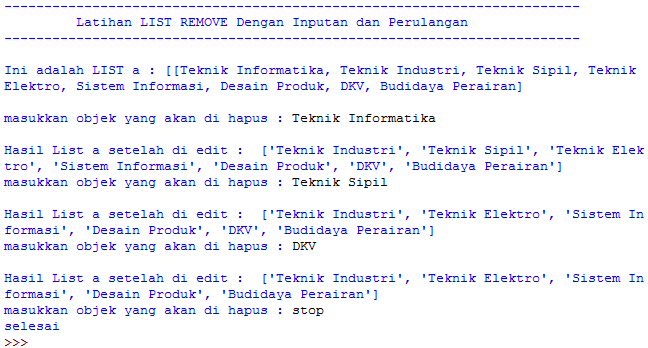 ------------------------------------------------------------------------
Latihan LIST REMOVE Dengan Inputan dan Perulangan
------------------------------------------------------------------------
Ini adalah LIST a : [[Teknik Informatika, Teknik Industri, Teknik Sipil, Teknik
Elektro, Sistem Informasi, Desain Produk, DKV, Budidaya Perairan]
masukkan objek yang akan di hapus : Teknik Informatika
Hasil List a setelah di edit :  ['Teknik Industri', 'Teknik Sipil', 'Teknik Elek
tro', 'Sistem Informasi', 'Desain Produk', 'DKV', 'Budidaya Perairan']
masukkan objek yang akan di hapus : Teknik Sipil
Hasil List a setelah di edit :  ['Teknik Industri', 'Teknik Elektro', 'Sistem In
formasi', 'Desain Produk', 'DKV', 'Budidaya Perairan']
masukkan objek yang akan di hapus : DKV
Hasil List a setelah di edit :  ['Teknik Industri', 'Teknik Elektro', 'Sistem In
formasi', 'Desain Produk', 'Budidaya Perairan']
masukkan objek yang akan di hapus : stop
selesai
>>>